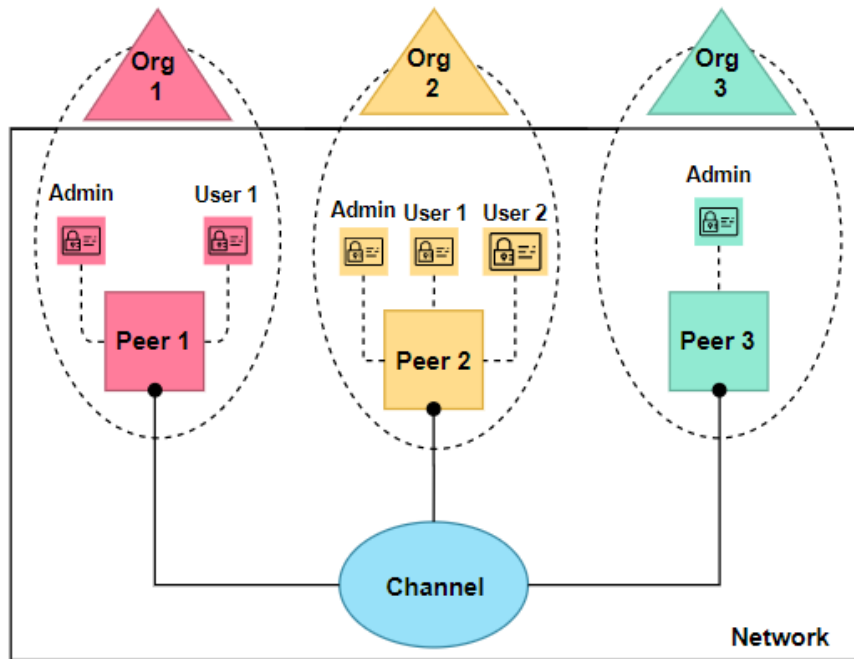 Org
1
Org
2
Org
3
Admin
User 1
Admin
User 1
User 2
Admin
Peer 1
Peer 2
Peer 3
Channel
Network